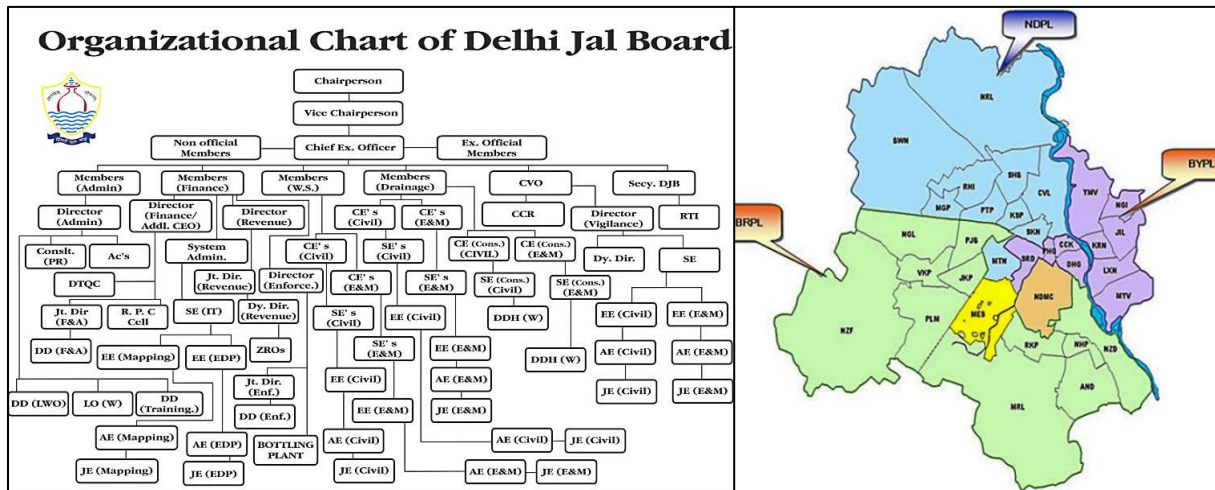 Organizational Chart of Delhi Jal Board
Chairperson
Vice Chairperson
Non official
Members
Chief Ex. Officer
Ex. Official
Members
Members
(Admin)
Members
(Finance)
Members
(W.S.)
Members
(Drainage)
CVO
Secy. DJB
Director
(Admin)
Director
(Finance/
Addl. CEO)
Director
(Revenue)
CE' s
(Civil)
CE' s
(E&M)
CCR
Director
(Vigilance)
RTI
Conslt.
(PR)
Ac's
System
Admin.
CE's
(Civil)
SE's
(Civil)
CE (Cons.)
(CIVIL)
CE (Cons.)
(E&M)
Dy. Dir.
SE
DTQC
Jt. Dir.
(Revenue)
Director
(Enforc.)
CE's
(E&M)
SE' s
(E&M)
SE (Cons.)
(Civil)
SE (Cons.)
(E&M)
Jt. Dir
(F&A)
R. P. C
Cell
SE (IT)
Dy. Dir.
(Revenue)
SE's
(Civil)
EE (Civil)
DDH (W)
EE (Civil)
EE (E&M)
DD (F&A)
EE (Mapping)
EE (EDP)
ZROs
SE's
(E&M)
EE (E&M)
DDH (W)
AE (Civil)
AE (E&M)
Jt. Dir.
(Enf.)
EE (Civil)
AE (E&M)
JE (Civil)
JE (E&M)
DD (LWO)
LO (W)
DD
(Training.)
DD (Enf.)
EE (E&M)
JE (E&M)
AE (Mapping)
AE (EDP)
BOTTLING
PLANT
AE (Civil)
AE (Civil)
JE (Civil)
JE (Mapping)
JE (EDP)
JE (Civil)
AE (E&M)
JE (E&M)
NDPL
NRL
BWN
BYPL
SHB
YMV
RHI
CVL
NGI
MGP
PTP
KSP
BRPL
SKN
JIL
NGL
PJB
PHG
CCK
KRN
MTN
SRD
DHG
LXN
VKP
JKP
NDMC
MTV
MES
NZF
PLM
RKP
NHP
NZD
AND
MRL